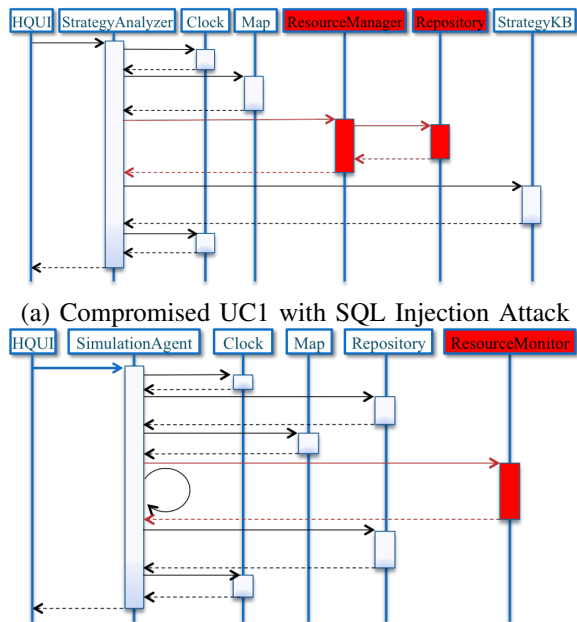 HQUI StrategyAnalyzer Clock Map ResourceManager Repository StrategyKB
(a) Compromised UC1 with SQL Injection Attack
HQUI SimulationAgent Clock Map Repository ResourceMonitor